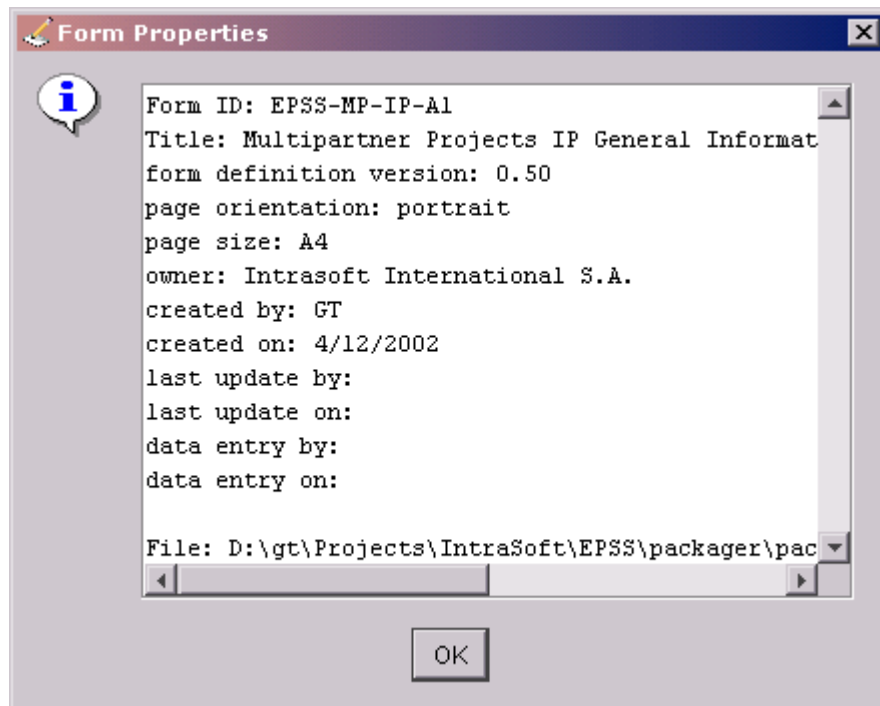 Form Properties
Form ID: EPSS-MP-IP-A1
Title: Multipartner Projects IP General Informat
form definition version: 0.50
page orientation: portrait
page size: A4
owner: Intrasoft International S.A.
created by: GT
created on: 4/12/2002
last update by:
last update on:
data entry by:
data entry on:
File: D:\gt\Projects\IntraSoft\EPSS\packager\pac
OK